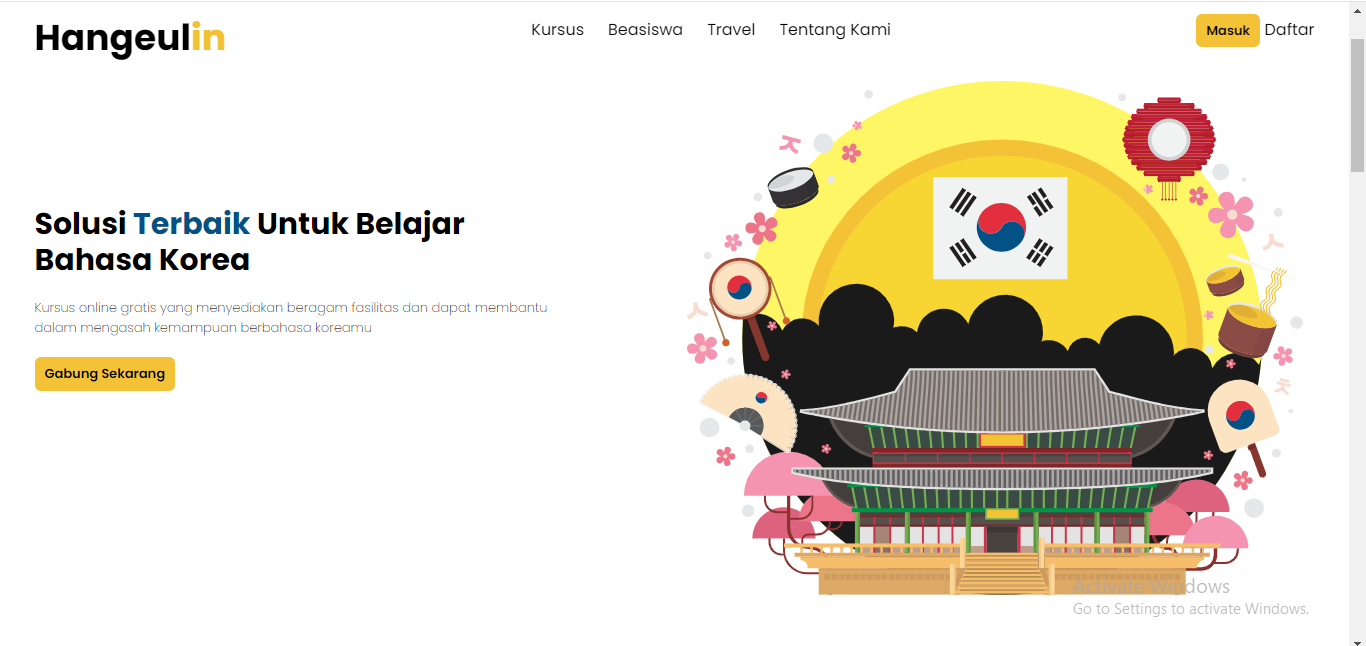 Hangeulin
Kursus Beasiswa Travel Tentang Kami
Masuk Daftar
Solusi Terbaik Untuk Belajar
Bahasa Korea
Kursus online gratis yang menyediakan beragam fasilitas dan dapat membantu
dalam mengasah kemampuan berbahasa koreamu
Gabung Sekarang
ㅈ
ㅅ
ㅅ
ㅊ
Activate Windows
Go to Settings to activate Windows.